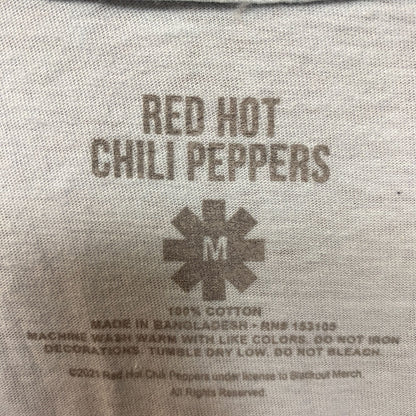 RED HOT
CHILI PEPPERS
M
100% COTTON
MADE IN BANGLADESH • RN# 153105
MACHINE WASH WARM WITH LIKE COLORS. DO NOT IRON
DECORATIONS. TUMBLE DRY LOW. DO NOT BLEACH.
©2021 Red Hot Chili Peppers under license to Blackout Merch.
All Rights Reserved.